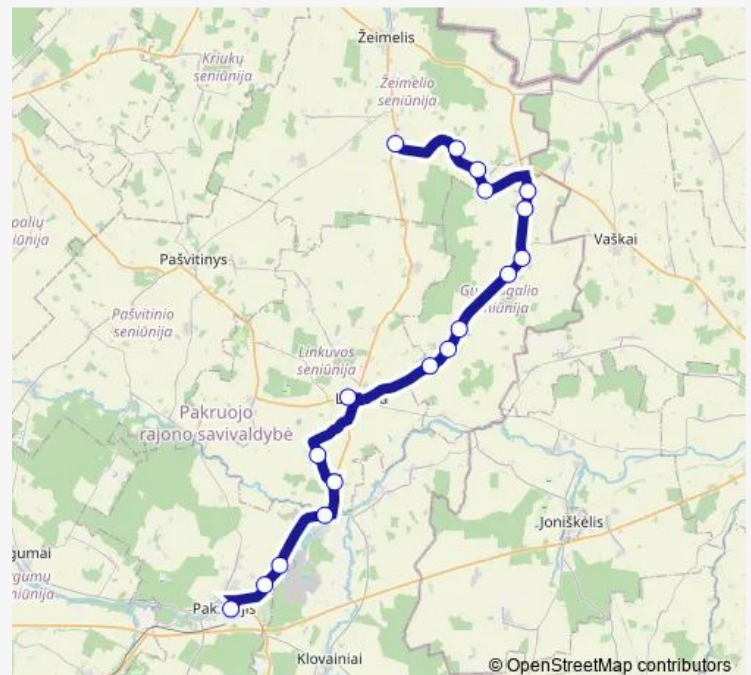 Žeimelis
Kriukų
seniūnija
Žeimelio
seniūnija
Vaškai
Pašvitinys
Pašvitinio
seniūnija
Linkuvos
seniūnija
Pakruojo
rajono savivaldybė
Joniškėlis
Klovainiai
© OpenStreetMap contributors